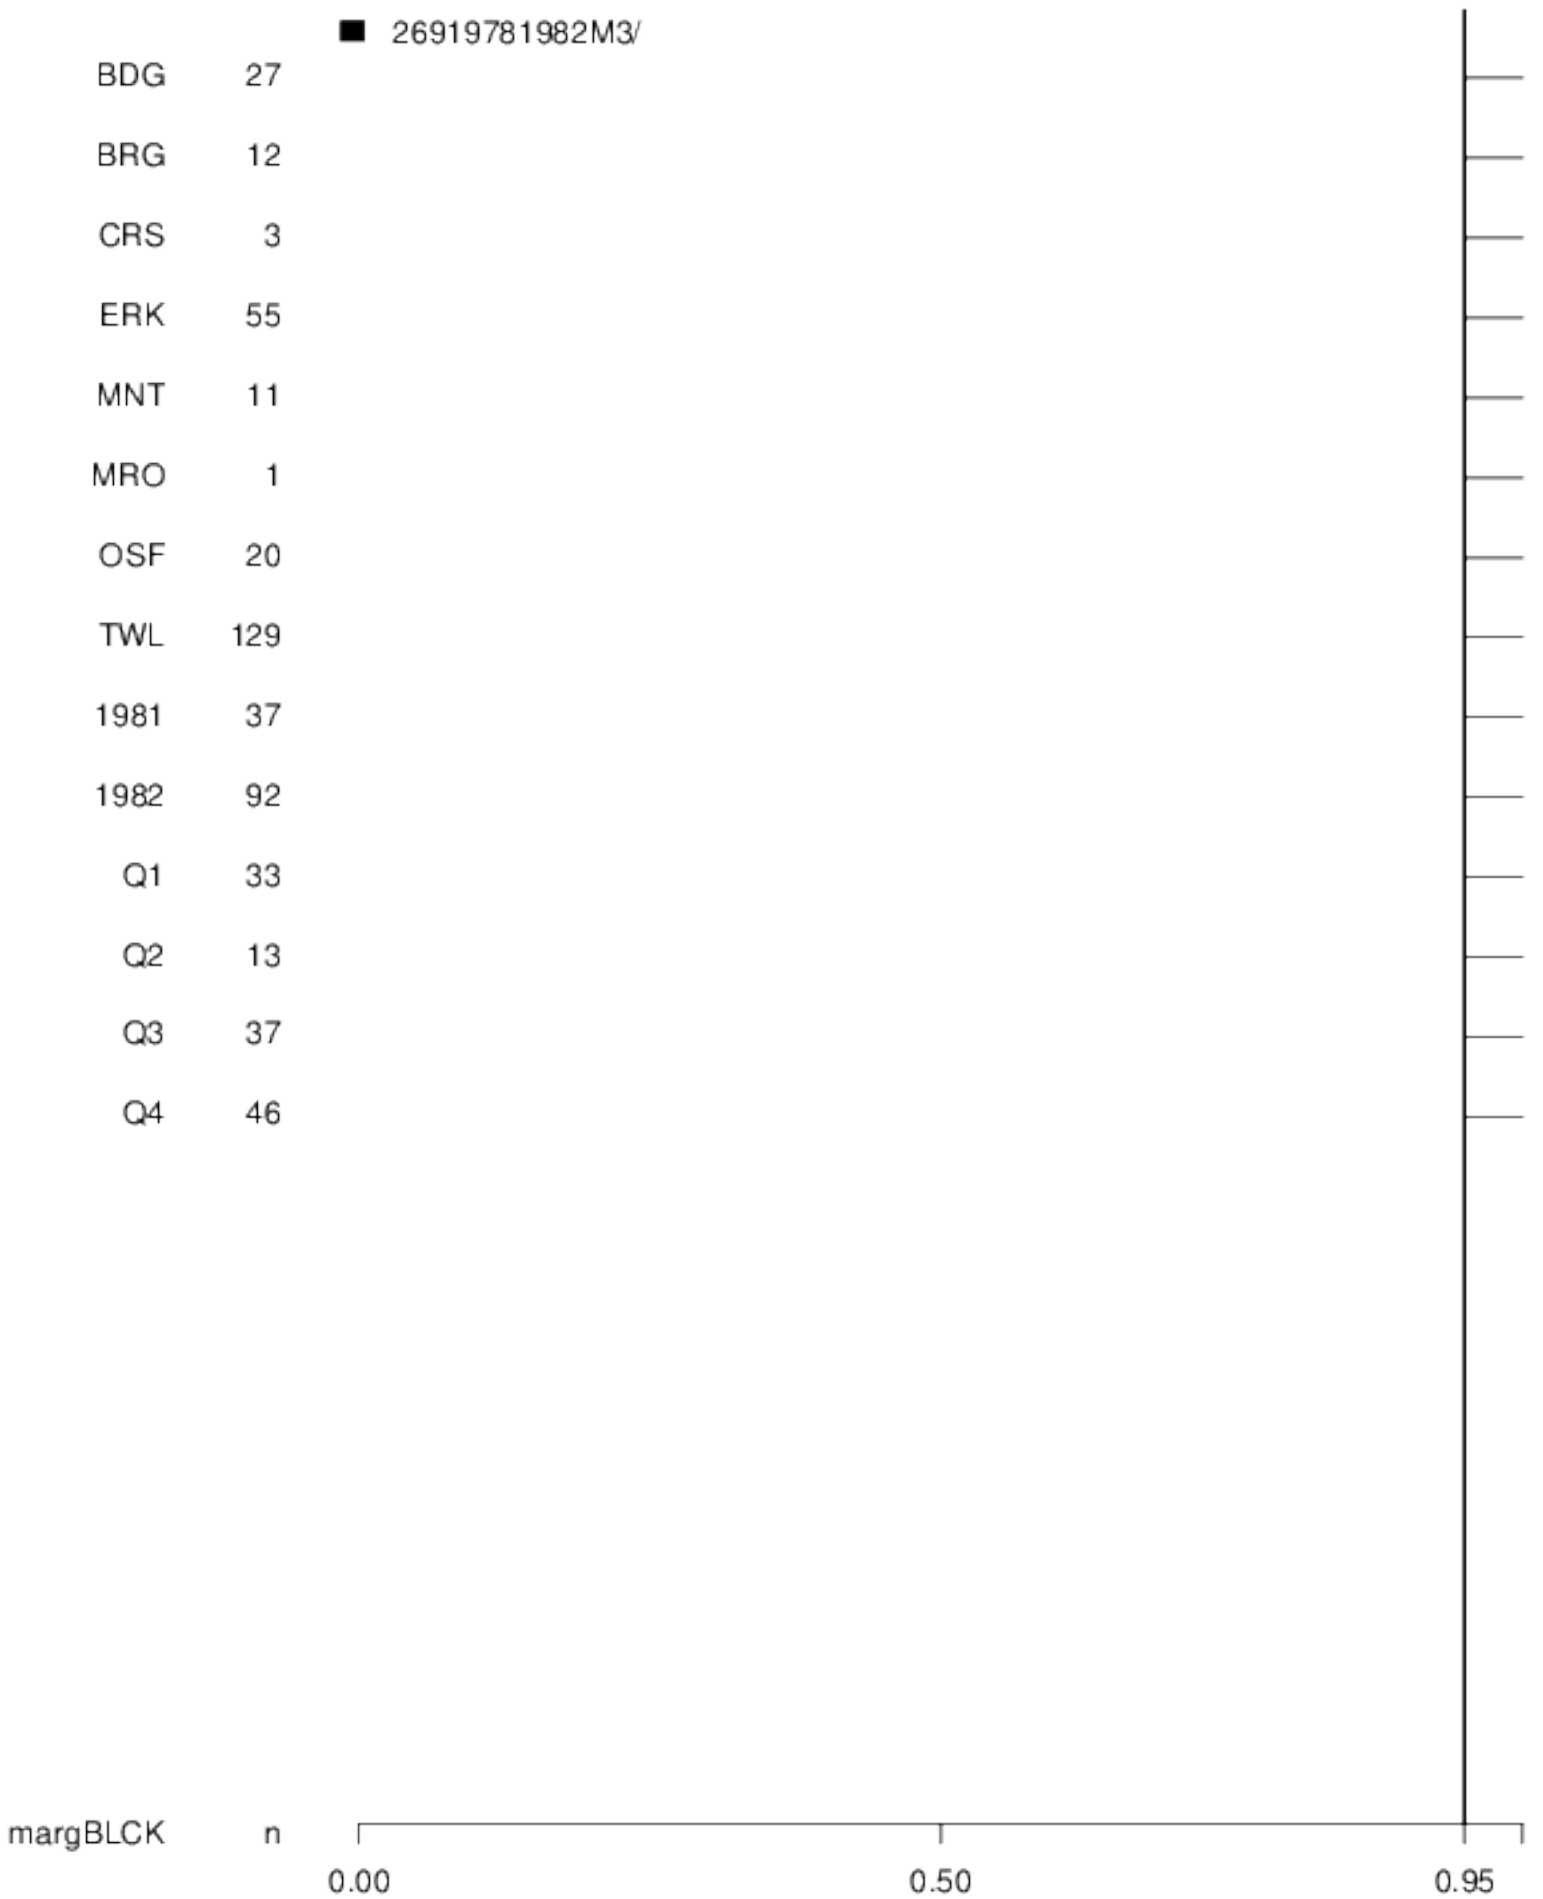 26919781982M3/
BDG 27
BRG 12
CRS 3
ERK 55
MNT 11
MRO 1
OSF 20
TWL 129
1981 37
1982 92
Q1 33
Q2 13
Q3 37
Q4 46
margBLCK n
0.00 0.50 0.95